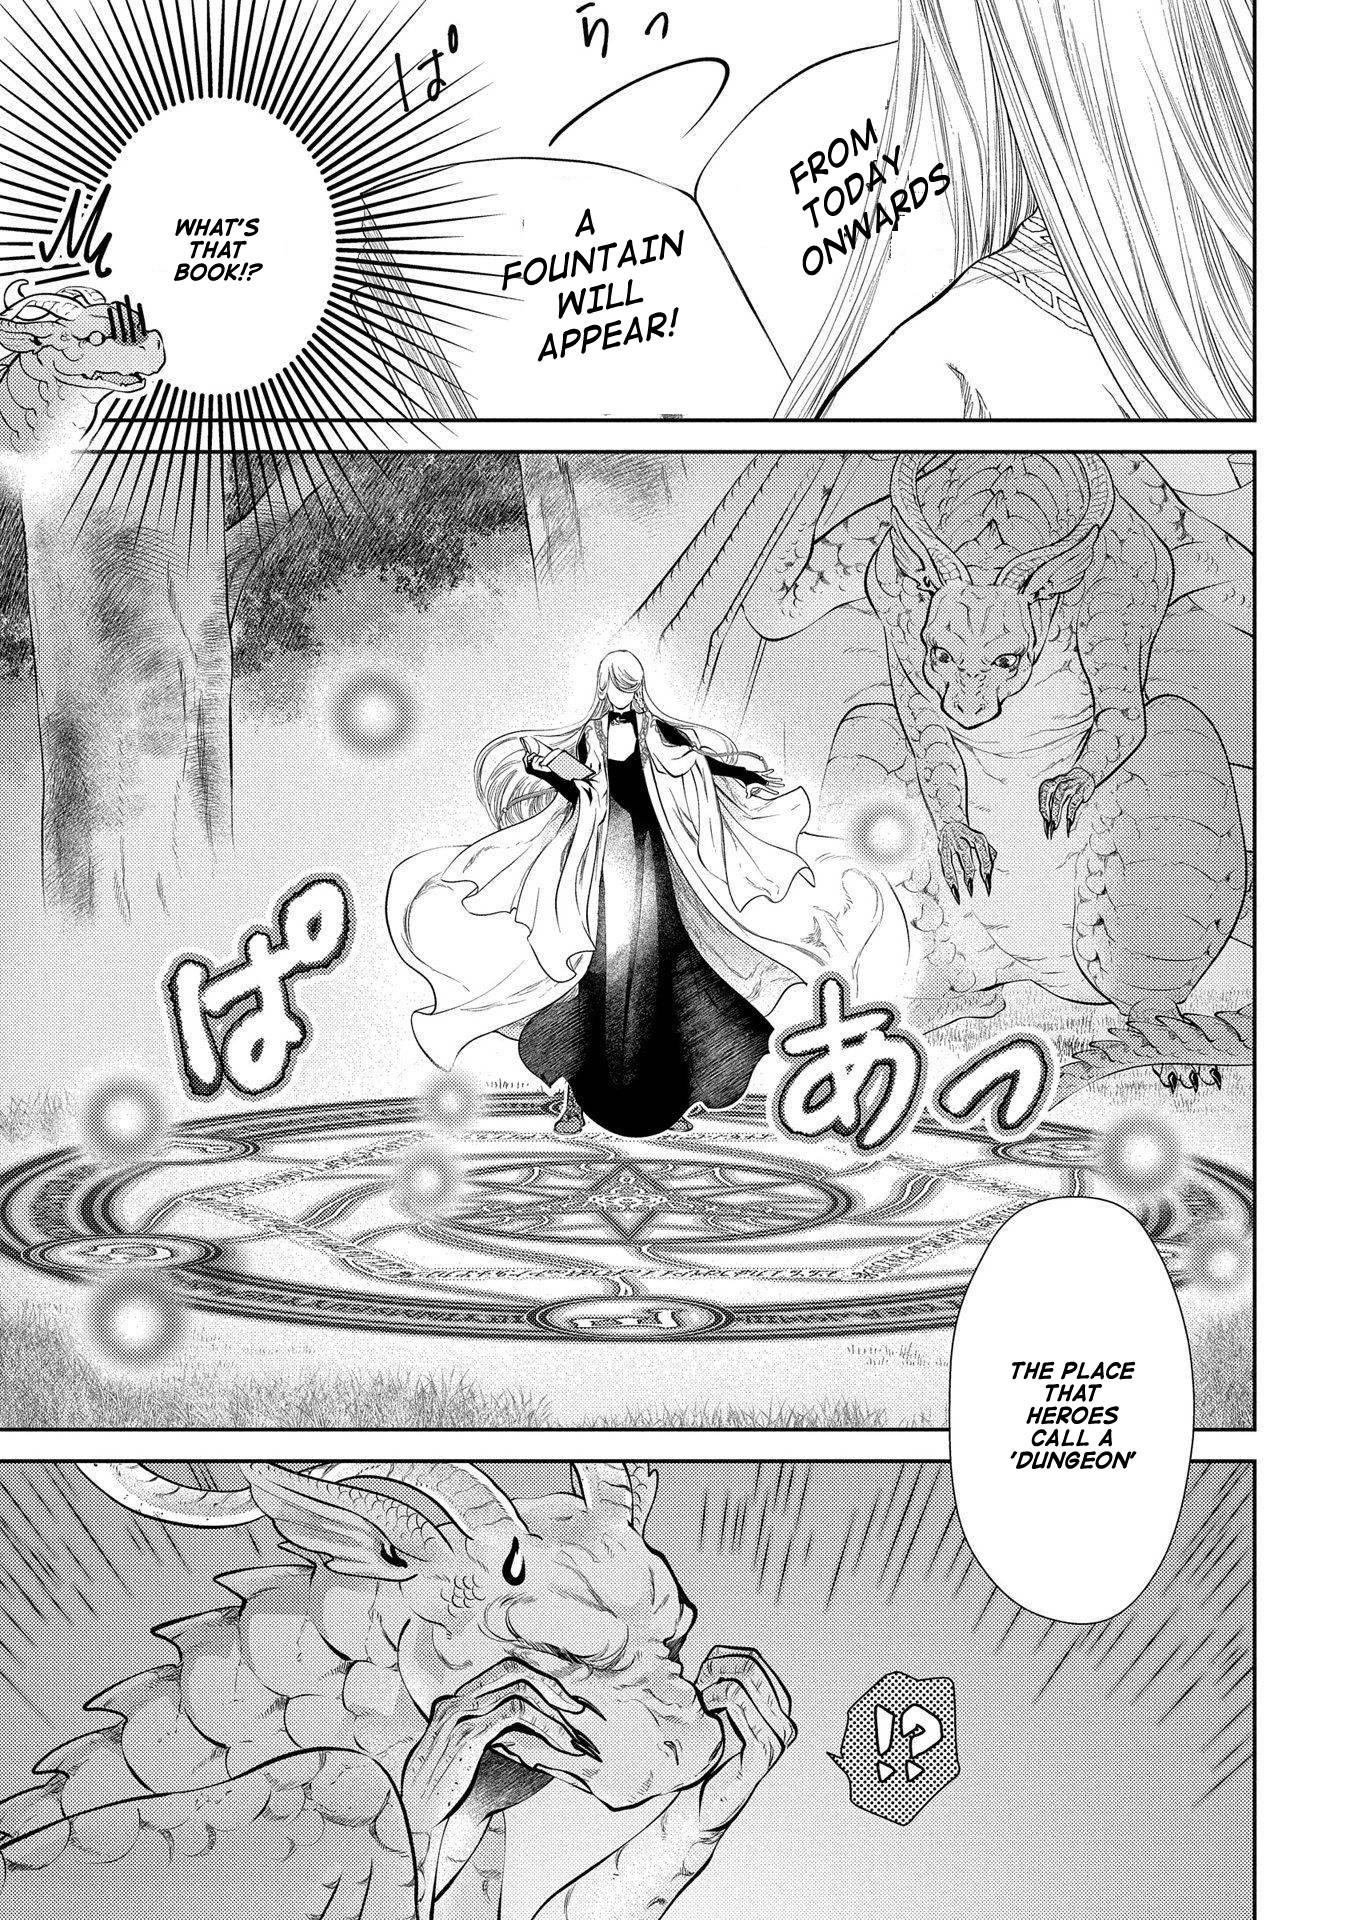 FROM
TODAY
ONWARDS
らっ
A
FOUNTAIN
WILL
APPEAR!
ぱ
WHAT'S
THAT
BOOK!?
あっ
ぱ
THE PLACE
THAT
HEROES
CALL A
'DUNGEON"
!?